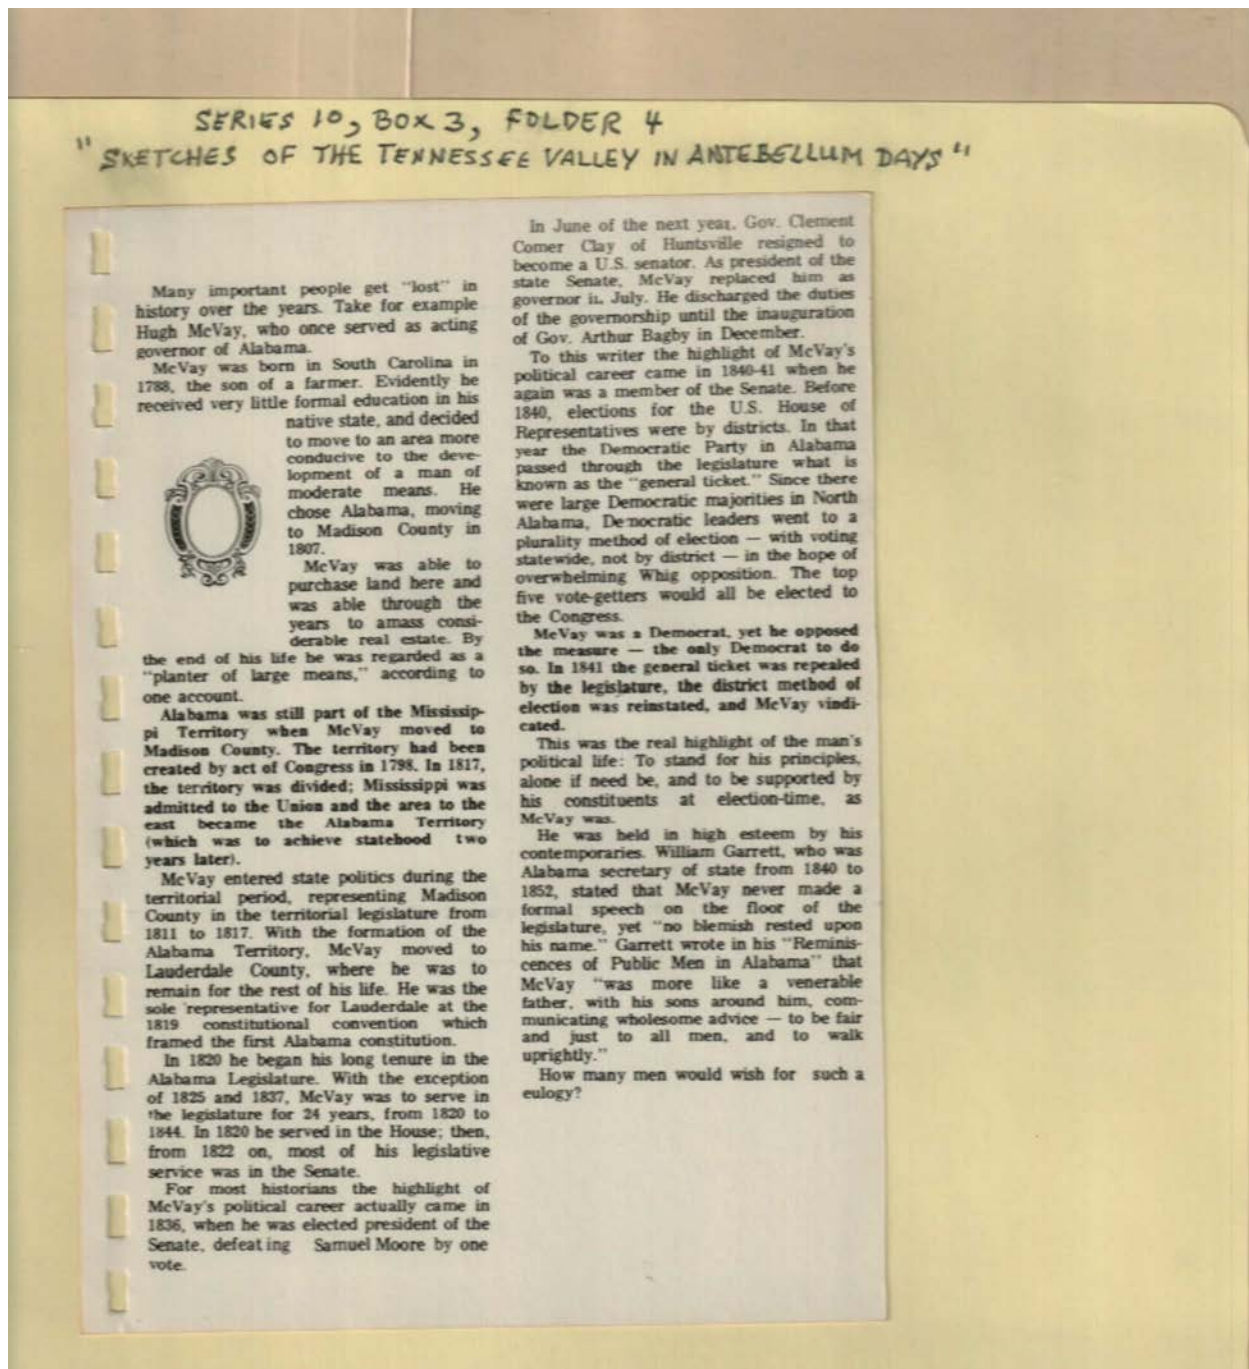 SERIES 10, BOX 3, FOLDER 4
"SKETCHES OF THE TENNESSEE VALLEY IN ANTEBELLUM DAYS"
Many important people get "lost" in
history over the years. Take for example
Hugh McVay, who once served as acting
governor of Alabama.
McVay was born in South Carolina in
1788, the son of a farmer. Evidently he
received very little formal education in his
native state, and decided
to move to an area more
conducive to the deve-
lopment of a man of
moderate means. He
chose Alabama, moving
to Madison County in
1807.
McVay was able to
purchase land here and
was able through the
years to amass consi-
derable real estate. By
the end of his life he was regarded as a
"planter of large means," according to
one account.
Alabama was still part of the Mississip-
pi Territory when McVay moved to
Madison County. The territory had been
created by act of Congress in 1798. In 1817,
the territory was divided; Mississippi was
admitted to the Union and the area to the
east became the Alabama Territory
(which was to achieve statehood two
years later).
McVay entered state politics during the
territorial period, representing Madison
County in the territorial legislature from
1811 to 1817. With the formation of the
Alabama Territory, McVay moved to
Lauderdale County, where he was to
remain for the rest of his life. He was the
sole representative for Lauderdale at the
1819 constitutional convention which
framed the first Alabama constitution.
In 1820 he began his long tenure in the
Alabama Legislature. With the exception
of 1825 and 1837, McVay was to serve in
the legislature for 24 years, from 1820 to
1844. In 1820 he served in the House; then,
from 1822 on, most of his legislative
service was in the Senate.
For most historians the highlight of
McVay's political career actually came in
1836, when he was elected president of the
Senate, defeating Samuel Moore by one
vote.
In June of the next year, Gov. Clement
Comer Clay of Huntsville resigned to
become a U.S. senator. As president of the
state Senate, McVay replaced him as
governor in July. He discharged the duties
of the governorship until the inauguration
of Gov. Arthur Bagby in December.
To this writer the highlight of McVay's
political career came in 1840-41 when he
again was a member of the Senate. Before
1840, elections for the U.S. House of
Representatives were by districts. In that
year the Democratic Party in Alabama
passed through the legislature what is
known as the "general ticket." Since there
were large Democratic majorities in North
Alabama, Democratic leaders went to a
plurality method of election — with voting
statewide, not by district — in the hope of
overwhelming Whig opposition. The top
five vote-getters would all be elected to
the Congress.
McVay was a Democrat, yet he opposed
the measure — the only Democrat to do
so. In 1841 the general ticket was repealed
by the legislature, the district method of
election was reinstated, and McVay vindi-
cated.
This was the real highlight of the man's
political life: To stand for his principles,
alone if need be, and to be supported by
his constituents at election-time, as
McVay was.
He was held in high esteem by his
contemporaries. William Garrett, who was
Alabama secretary of state from 1840 to
1852, stated that McVay never made a
formal speech on the floor of the
legislature, yet "no blemish rested upon
his name." Garrett wrote in his "Reminis-
cences of Public Men in Alabama" that
McVay "was more like a venerable
father, with his sons around him, com-
municating wholesome advice — to be fair
and just to all men, and to walk
uprightly."
How many men would wish for such a
eulogy?